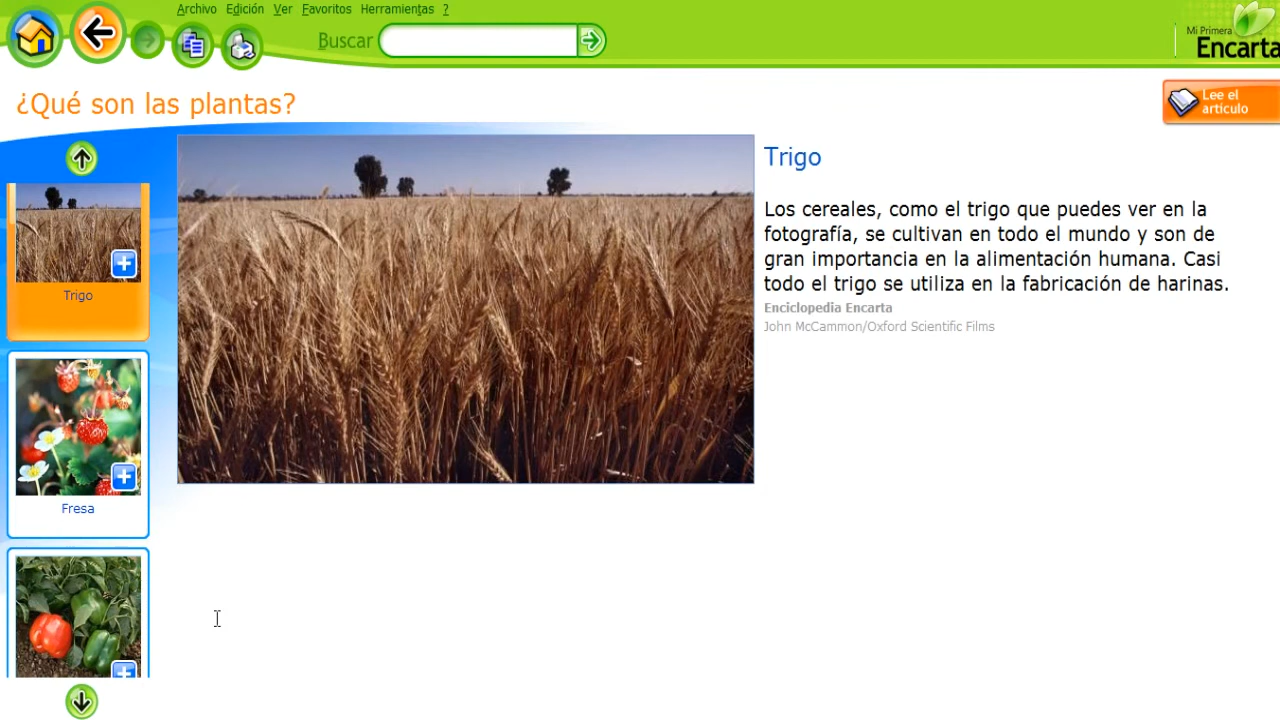 Archivo Edición Ver Favoritos Herramientas ?
Buscar
Mi Primera
Encarta
¿Qué son las plantas?
Lee el
artículo
Trigo
Fresa
Trigo
Los cereales, como el trigo que puedes ver en la
fotografía, se cultivan en todo el mundo y son de
gran importancia en la alimentación humana. Casi
todo el trigo se utiliza en la fabricación de harinas.
Enciclopedia Encarta
John McCammon/Oxford Scientific Films